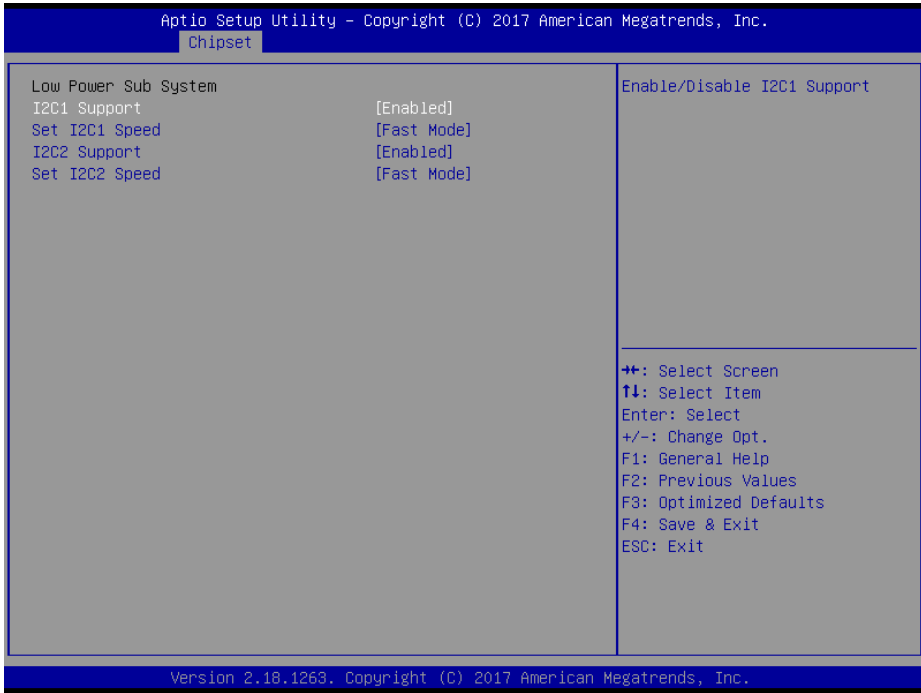 Aptio Setup Utility – Copyright (C) 2017 American Megatrends, Inc.
Chipset
Low Power Sub System
I2C1 Support [Enabled]
Set I2C1 Speed [Fast Mode]
I2C2 Support [Enabled]
Set I2C2 Speed [Fast Mode]
Enable/Disable I2C1 Support
→←: Select Screen
↑↓: Select Item
Enter: Select
+/-: Change Opt.
F1: General Help
F2: Previous Values
F3: Optimized Defaults
F4: Save & Exit
ESC: Exit
Version 2.18.1263. Copyright (C) 2017 American Megatrends, Inc.